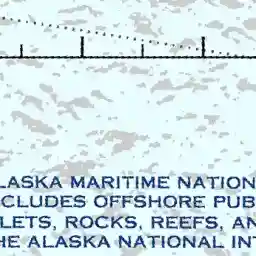 LASKA MARITIME NATION
CLUDES OFFSHORE PUB
LETS, ROCKS, REEFS, AN
HE ALASKA NATIONAL INT